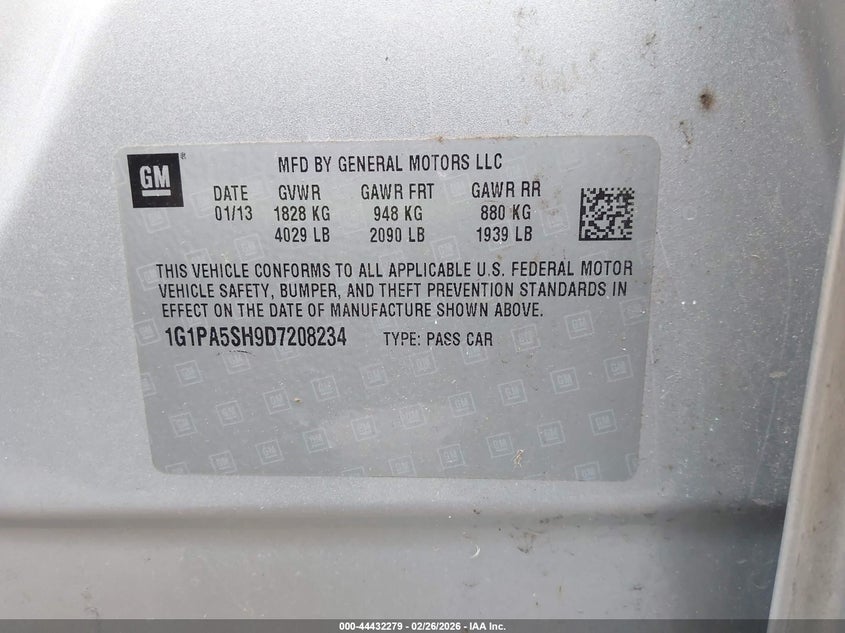 GM
MFD BY GENERAL MOTORS LLC
DATE GVWR GAWR FRT GAWR RR
01/13 1828 KG 948 KG 880 KG
4029 LB 2090 LB 1939 LB
THIS VEHICLE CONFORMS TO ALL APPLICABLE U.S. FEDERAL MOTOR
VEHICLE SAFETY, BUMPER, AND THEFT PREVENTION STANDARDS IN
EFFECT ON THE DATE OF MANUFACTURE SHOWN ABOVE.
1G1PA5SH9D7208234 TYPE: PASS CAR
000-44432279 - 02/26/2026 - IAA Inc.